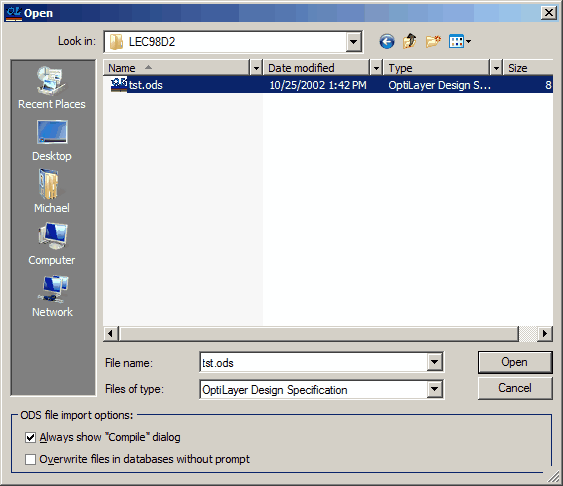 OL Open
Look in: LEC98D2
Name Date modified Type Size
tst.ods 10/25/2002 1:42 PM OptiLayer Design S... 8
Recent Places
Desktop
Michael
Computer
Network
File name: tst.ods Open
Files of type: OptiLayer Design Specification Cancel
ODS file import options:
Always show "Compile" dialog
Overwrite files in databases without prompt